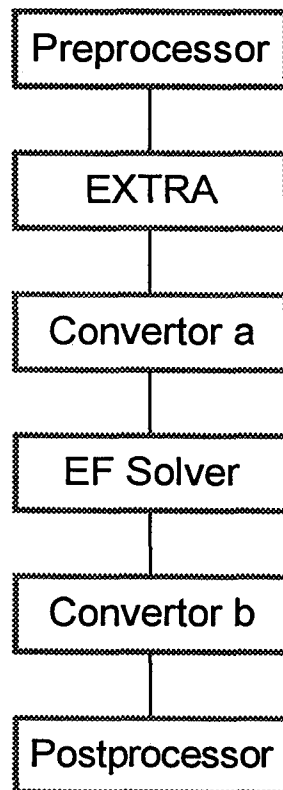 Preprocessor
EXTRA
Convertor a
EF Solver
Convertor b
Postprocessor